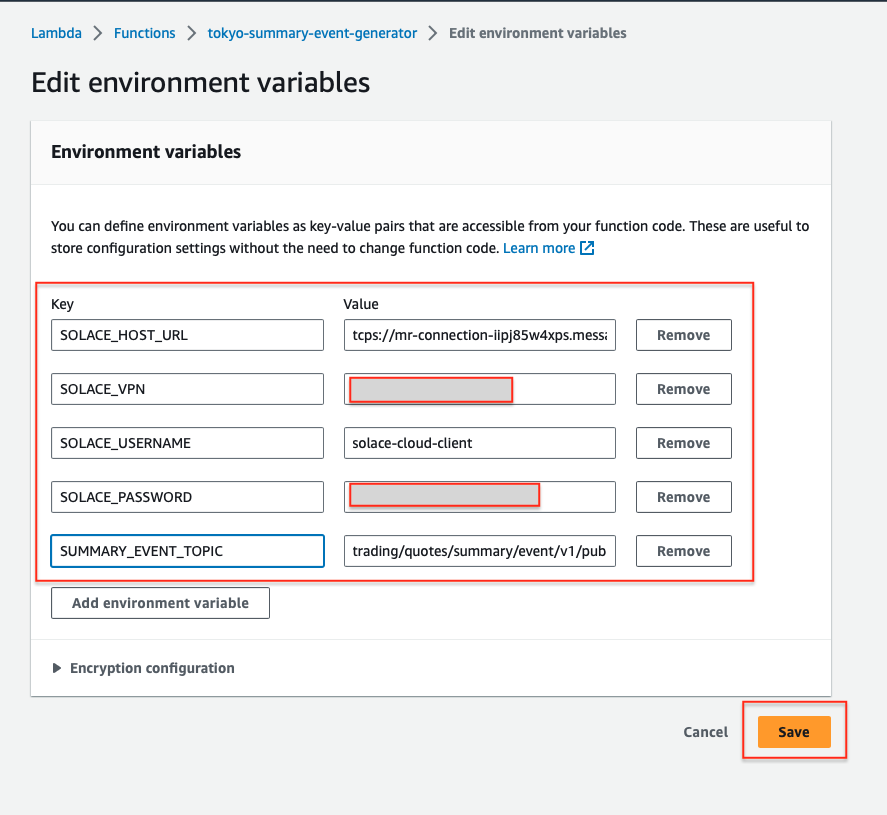 Lambda > Functions > tokyo-summary-event-generator > Edit environment variables
Edit environment variables
Environment variables
You can define environment variables as key-value pairs that are accessible from your function code. These are useful to
store configuration settings without the need to change function code. Learn more
Key Value
SOLACE_HOST_URL tcps://mr-connection-iipj85w4xps.messa Remove
SOLACE_VPN Remove
SOLACE_USERNAME solace-cloud-client Remove
SOLACE_PASSWORD Remove
SUMMARY_EVENT_TOPIC trading/quotes/summary/event/v1/pub Remove
Add environment variable
Encryption configuration
Cancel Save